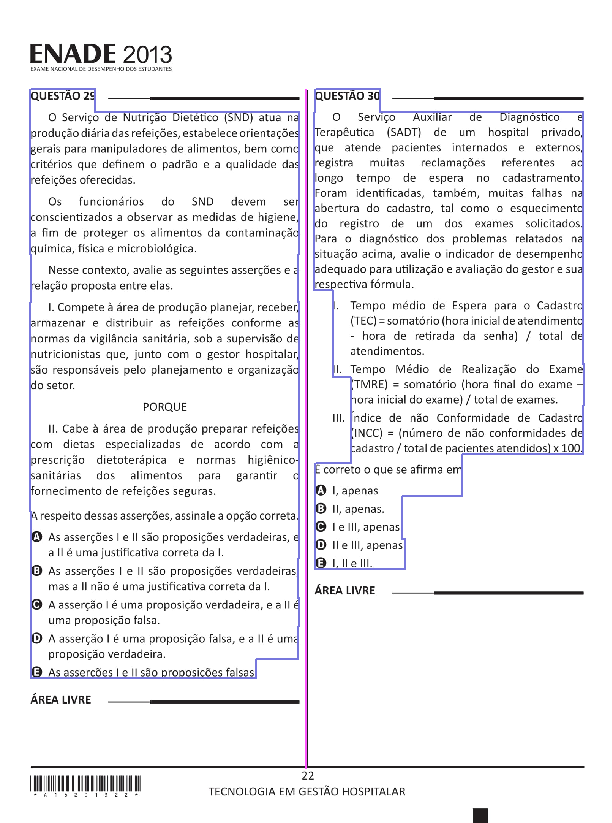 ENADE 2013
EXAME NACIONAL DE DESEMPENHO DOS ESTUDANTES
QUESTÃO 29
O Serviço de Nutrição Dietético (SND) atua na
produção diária das refeições, estabelece orientações
gerais para manipuladores de alimentos, bem como
critérios que definem o padrão e a qualidade das
refeições oferecidas.
Os funcionários do SND devem ser
conscientizados a observar as medidas de higiene,
a fim de proteger os alimentos da contaminação
química, física e microbiológica.
Nesse contexto, avalie as seguintes asserções e a
relação proposta entre elas.
I. Compete à área de produção planejar, receber,
armazenar e distribuir as refeições conforme as
normas da vigilância sanitária, sob a supervisão de
nutricionistas que, junto com o gestor hospitalar,
são responsáveis pelo planejamento e organização
do setor.
PORQUE
II. Cabe à área de produção preparar refeições
com dietas especializadas de acordo com a
prescrição dietoterápica e normas higiênico-
sanitárias dos alimentos para garantir o
fornecimento de refeições seguras.
A respeito dessas asserções, assinale a opção correta.
A As asserções I e II são proposições verdadeiras, e
a II é uma justificativa correta da I.
B As asserções I e II são proposições verdadeiras
mas a II não é uma justificativa correta da I.
C A asserção I é uma proposição verdadeira, e a II é
uma proposição falsa.
D A asserção I é uma proposição falsa, e a II é uma
proposição verdadeira.
E As asserções I e II são proposições falsas
ÁREA LIVRE
QUESTÃO 30
O Serviço Auxiliar de Diagnóstico e
Terapêutica (SADT) de um hospital privado,
que atende pacientes internados e externos,
registra muitas reclamações referentes ao
longo tempo de espera no cadastramento.
Foram identificadas, também, muitas falhas na
abertura do cadastro, tal como o esquecimento
do registro de um dos exames solicitados.
Para o diagnóstico dos problemas relatados na
situação acima, avalie o indicador de desempenho
adequado para utilização e avaliação do gestor e sua
respectiva fórmula.
I. Tempo médio de Espera para o Cadastro
(TEC) = somatório (hora inicial de atendimento
- hora de retirada da senha) / total de
atendimentos.
II. Tempo Médio de Realização do Exame
(TMRE) = somatório (hora final do exame –
hora inicial do exame) / total de exames.
III. Índice de não Conformidade de Cadastro
(INCC) = (número de não conformidades de
cadastro / total de pacientes atendidos) x 100.
É correto o que se afirma em
A I, apenas
B II, apenas.
C I e III, apenas
D II e III, apenas
E I, II e III.
ÁREA LIVRE
22
TECNOLOGIA EM GESTÃO HOSPITALAR